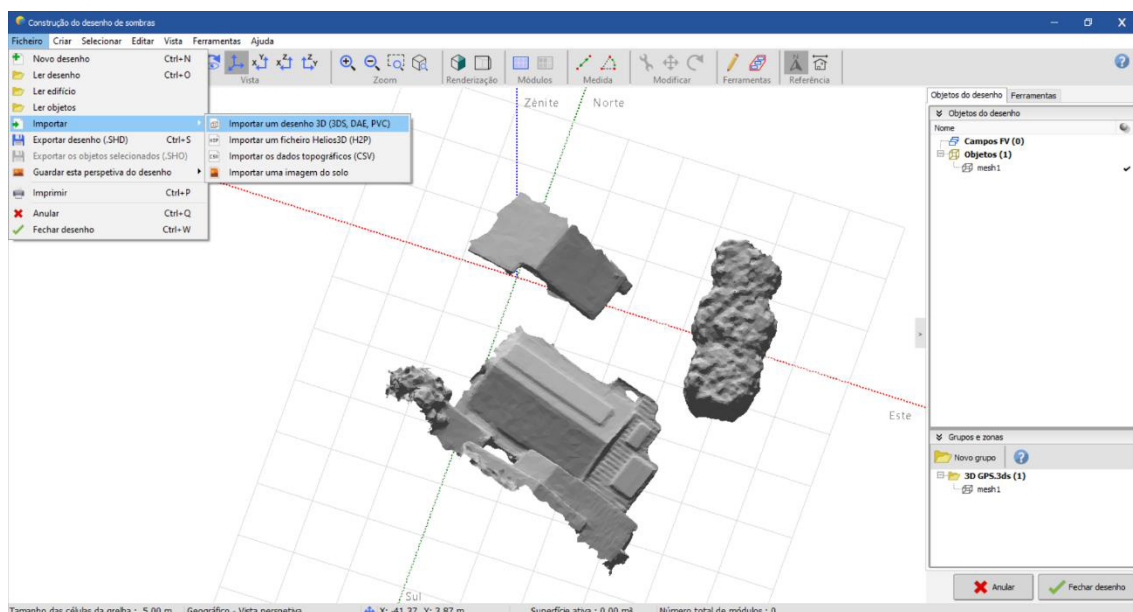 Construção do desenho de sombras
Ficheiro Criar Selecionar Editar Vista Ferramentas Ajuda
Novo desenho Ctrl+N
Ler desenho Ctrl+O
Ler edifício
Ler objetos
Importar
Exportar desenho (.SHD) Ctrl+S
Exportar os objetos selecionados (.SHO)
Guardar esta perspetiva do desenho
Imprimir Ctrl+P
Anular Ctrl+Q
Fechar desenho Ctrl+W
Importar um desenho 3D (3DS, DAE, PVC)
Importar um ficheiro Helios3D (H2P)
Importar os dados topográficos (CSV)
Importar uma imagem do solo
Vista Zoom Renderização Módulos Medida Modificar Ferramentas Referência
Zénite Norte
Este
Sul
Objetos do desenho Ferramentas
Objetos do desenho
Nome
Campos FV (0)
Objetos (1)
mesh1
Grupos e zonas
Novo grupo
3D GPS.3ds (1)
mesh1
Anular Fechar desenho
Tamanho das células da grelha : 5.00 m Geográfico - Vista perspetiva X: -41.37, Y: 3.87 m Superfície ativa : 0.00 m² Número total de módulos : 0